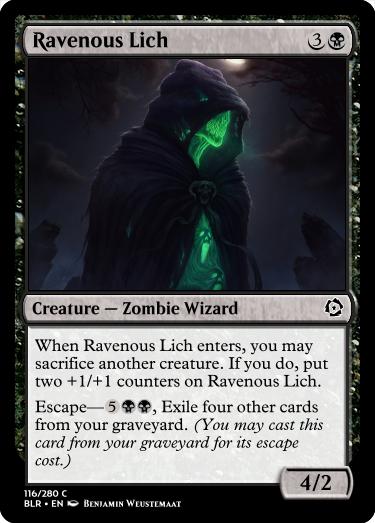 Ravenous Lich 3
Creature — Zombie Wizard
When Ravenous Lich enters, you may
sacrifice another creature. If you do, put
two +1/+1 counters on Ravenous Lich.
Escape—5, Exile four other cards
from your graveyard. (You may cast this
card from your graveyard for its escape
cost.)
4/2
116/280 C
BLR • EN Benjamin Weustemaat